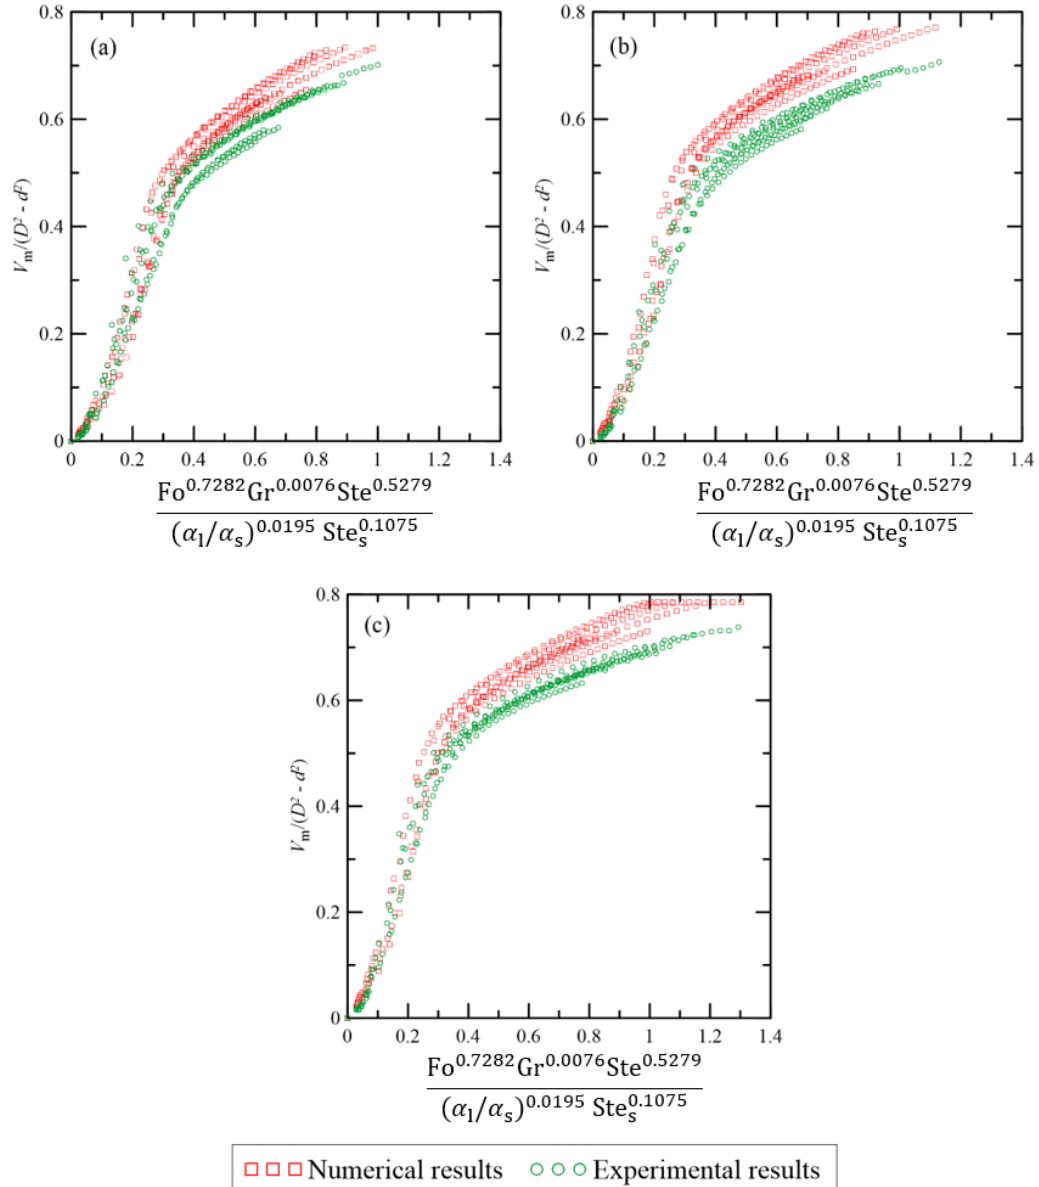 (a)
V_m/(D² - d²)
0.8
0.6
0.4
0.2
0
0 0.2 0.4 0.6 0.8 1 1.2 1.4
Fo^0.7282 Gr^0.0076 Ste^0.5279
(α_l/α_s)^0.0195 Ste_s^0.1075
(b)
V_m/(D² - d²)
0.8
0.6
0.4
0.2
0
0 0.2 0.4 0.6 0.8 1 1.2 1.4
Fo^0.7282 Gr^0.0076 Ste^0.5279
(α_l/α_s)^0.0195 Ste_s^0.1075
(c)
V_m/(D² - d²)
0.8
0.6
0.4
0.2
0
0 0.2 0.4 0.6 0.8 1 1.2 1.4
Fo^0.7282 Gr^0.0076 Ste^0.5279
(α_l/α_s)^0.0195 Ste_s^0.1075
Numerical results Experimental results